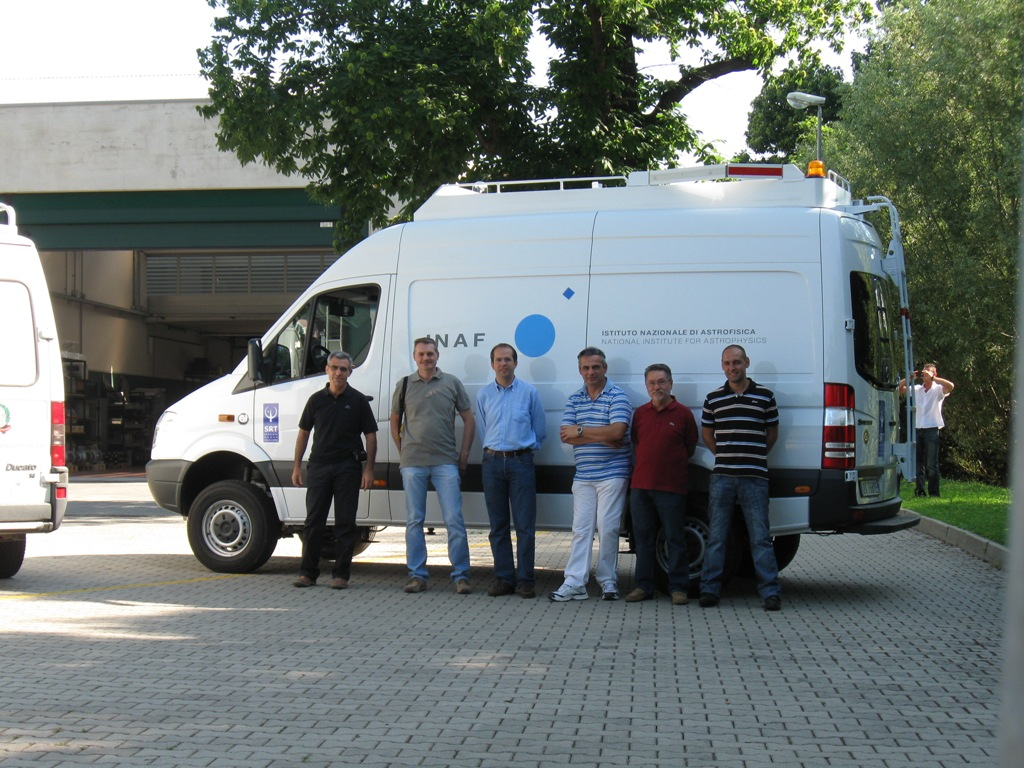 INAF
ISTITUTO NAZIONALE DI ASTROFISICA
NATIONAL INSTITUTE FOR ASTROPHYSICS
SRT
Ducato